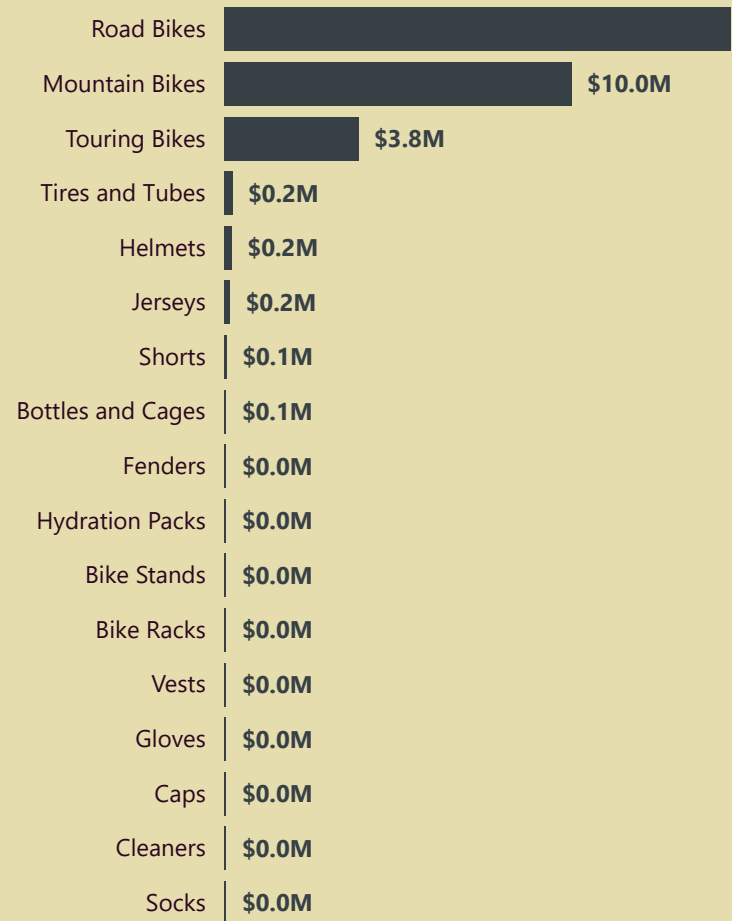 Road Bikes
Mountain Bikes $10.0M
Touring Bikes $3.8M
Tires and Tubes $0.2M
Helmets $0.2M
Jerseys $0.2M
Shorts $0.1M
Bottles and Cages $0.1M
Fenders $0.0M
Hydration Packs $0.0M
Bike Stands $0.0M
Bike Racks $0.0M
Vests $0.0M
Gloves $0.0M
Caps $0.0M
Cleaners $0.0M
Socks $0.0M